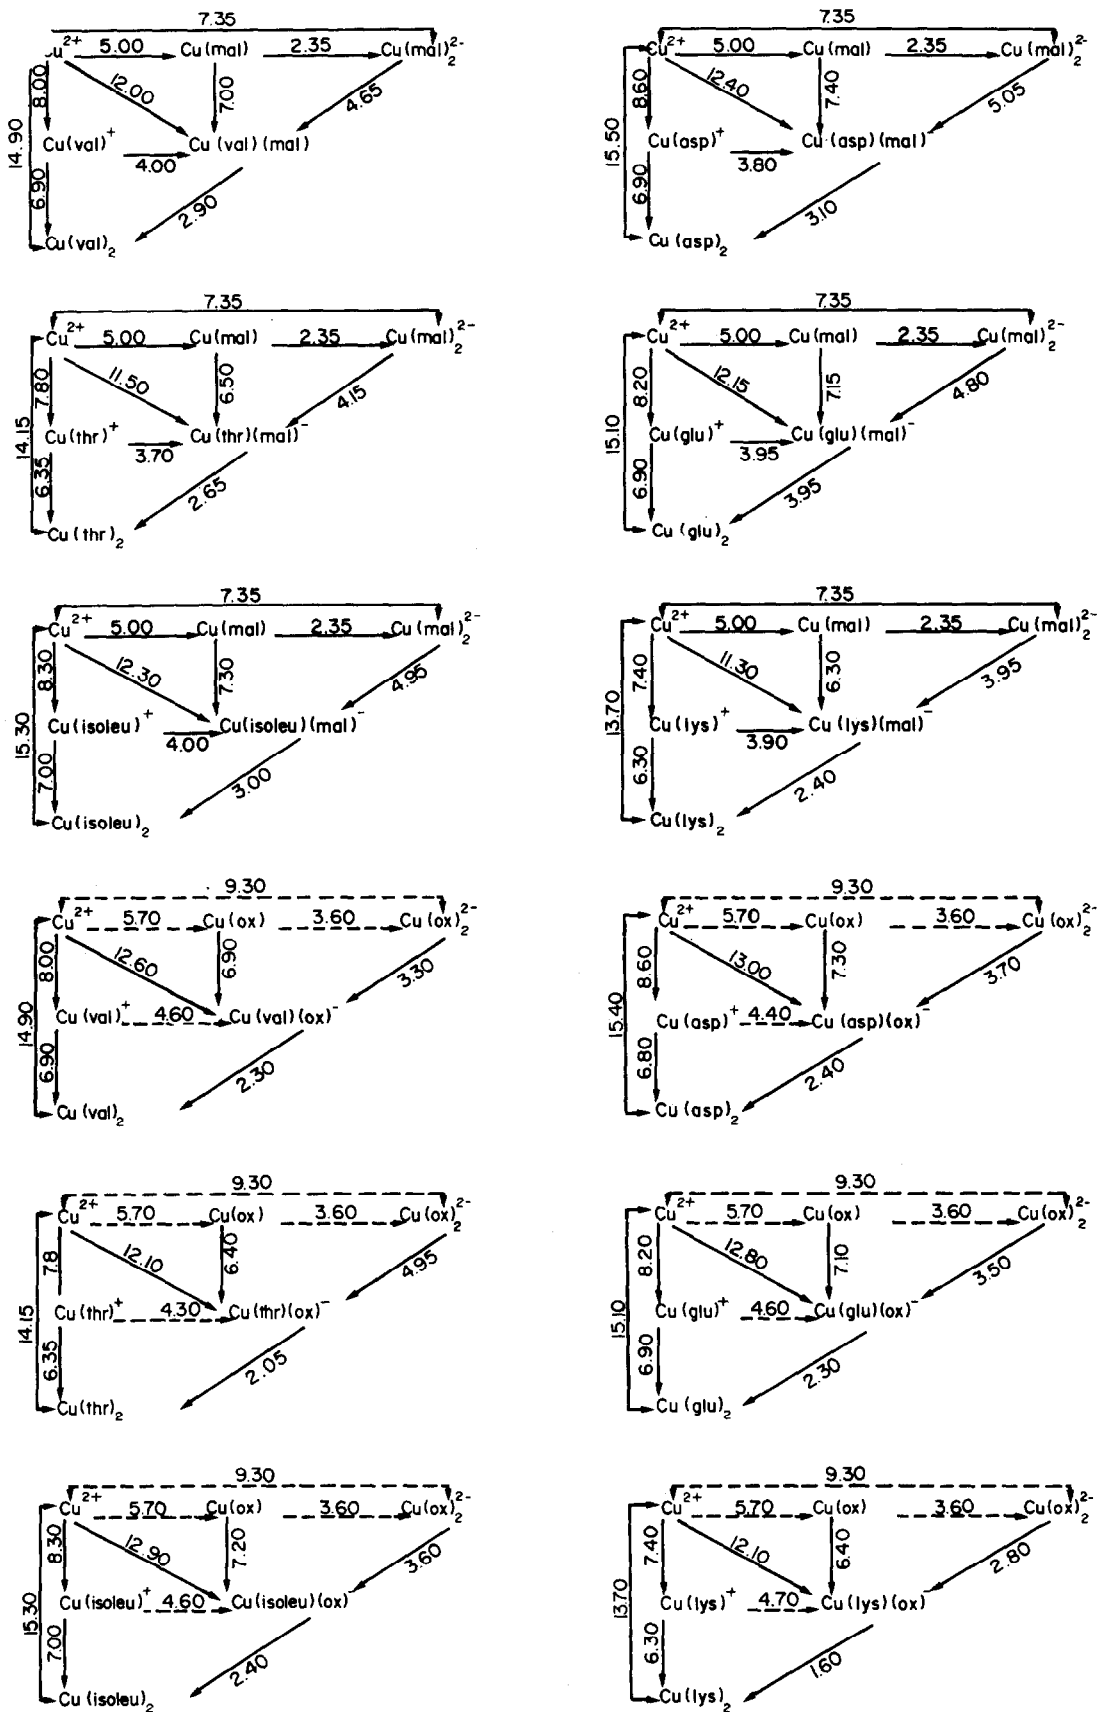 7.35
Cu2+ 5.00 Cu(mal) 2.35 Cu(mal)2 2-
14.90 8.00 12.00 7.00 4.65
Cu(val)+ 4.00 Cu(val)(mal)
6.90 2.90
Cu(val)2
7.35
Cu2+ 5.00 Cu(mal) 2.35 Cu(mal)2 2-
15.50 8.60 12.40 7.40 5.05
Cu(asp)+ 3.80 Cu(asp)(mal)-
6.90 3.10
Cu(asp)2
7.35
Cu2+ 5.00 Cu(mal) 2.35 Cu(mal)2 2-
14.15 7.80 11.50 6.50 4.15
Cu(thr)+ 3.70 Cu(thr)(mal)-
6.35 2.65
Cu(thr)2
7.35
Cu2+ 5.00 Cu(mal) 2.35 Cu(mal)2 2-
15.10 8.20 12.15 7.15 4.80
Cu(glu)+ 3.95 Cu(glu)(mal)-
6.90 3.95
Cu(glu)2
7.35
Cu2+ 5.00 Cu(mal) 2.35 Cu(mal)2 2-
15.30 8.30 12.30 7.30 4.95
Cu(isoleu)+ 4.00 Cu(isoleu)(mal)-
7.00 3.00
Cu(isoleu)2
7.35
Cu2+ 5.00 Cu(mal) 2.35 Cu(mal)2 2-
13.70 7.40 11.30 6.30 3.95
Cu(lys)+ 3.90 Cu(lys)(mal)-
6.30 2.40
Cu(lys)2
9.30
Cu2+ 5.70 Cu(ox) 3.60 Cu(ox)2 2-
14.90 8.00 12.60 6.90 3.30
Cu(val)+ 4.60 Cu(val)(ox)-
6.90 2.30
Cu(val)2
9.30
Cu2+ 5.70 Cu(ox) 3.60 Cu(ox)2 2-
15.40 8.60 13.00 7.30 3.70
Cu(asp)+ 4.40 Cu(asp)(ox)-
6.80 2.40
Cu(asp)2
9.30
Cu2+ 5.70 Cu(ox) 3.60 Cu(ox)2 2-
14.15 7.8 12.10 6.40 4.95
Cu(thr)+ 4.30 Cu(thr)(ox)-
6.35 2.05
Cu(thr)2
9.30
Cu2+ 5.70 Cu(ox) 3.60 Cu(ox)2 2-
15.10 8.20 12.80 7.10 3.50
Cu(glu)+ 4.60 Cu(glu)(ox)-
6.90 2.30
Cu(glu)2
9.30
Cu2+ 5.70 Cu(ox) 3.60 Cu(ox)2 2-
15.30 8.30 12.90 7.20 3.60
Cu(isoleu)+ 4.60 Cu(isoleu)(ox)-
7.00 2.40
Cu(isoleu)2
9.30
Cu2+ 5.70 Cu(ox) 3.60 Cu(ox)2 2-
13.70 7.40 12.10 6.40 2.80
Cu(lys)+ 4.70 Cu(lys)(ox)-
6.30 1.60
Cu(lys)2